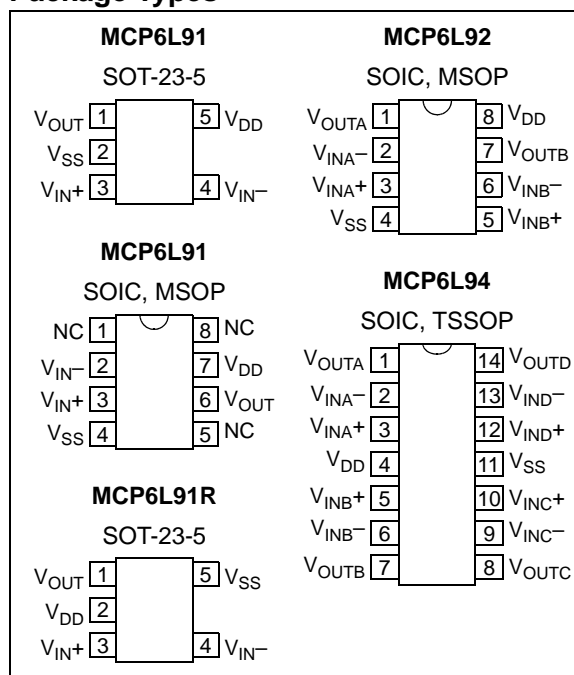 Package Types
MCP6L91
SOT-23-5
VOUT 1 5 VDD
VSS 2
VIN+ 3 4 VIN–
MCP6L91
SOIC, MSOP
NC 1 8 NC
VIN– 2 7 VDD
VIN+ 3 6 VOUT
VSS 4 5 NC
MCP6L91R
SOT-23-5
VOUT 1 5 VSS
VDD 2
VIN+ 3 4 VIN–
MCP6L92
SOIC, MSOP
VOUTA 1 8 VDD
VINA– 2 7 VOUTB
VINA+ 3 6 VINB–
VSS 4 5 VINB+
MCP6L94
SOIC, TSSOP
VOUTA 1 14 VOUTD
VINA– 2 13 VIND–
VINA+ 3 12 VIND+
VDD 4 11 VSS
VINB+ 5 10 VINC+
VINB– 6 9 VINC–
VOUTB 7 8 VOUTC